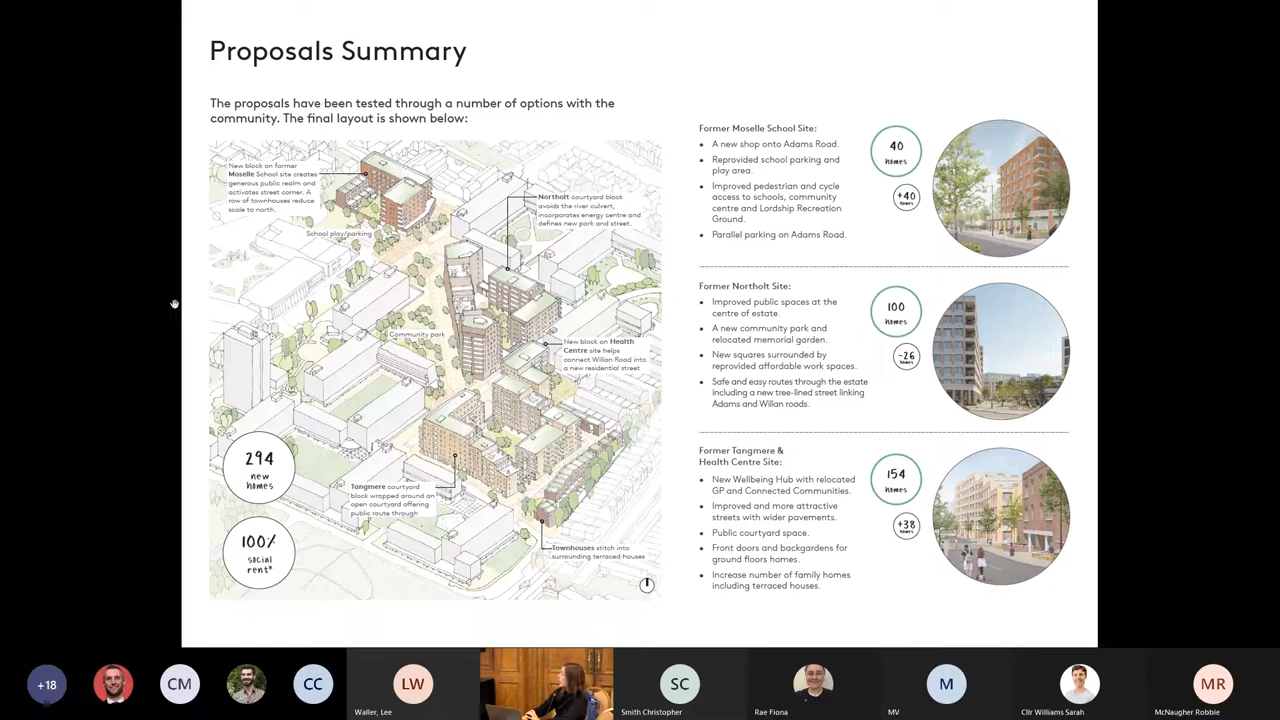 Proposals Summary
The proposals have been tested through a number of options with the
community. The final layout is shown below:
New block on former
Moselle School site creates
generous public realm and
activates street corner. A
row of townhouses reduce
scale to north.
School play/parking
Northolt courtyard block
avoids the river culvert,
incorporates energy centre and
defines new park and street.
Community park
New block on Health
Centre site helps
connect Willan Road into
a new residential street
294
new
homes
100%
social
rent*
Tangmere courtyard
block wrapped around an
open courtyard offering
public route through
Townhouses stitch into
surrounding terraced houses
Former Moselle School Site:
• A new shop onto Adams Road.
• Reprovided school parking and
play area.
• Improved pedestrian and cycle
access to schools, community
centre and Lordship Recreation
Ground.
• Parallel parking on Adams Road.
40
homes
+40
homes
Former Northolt Site:
• Improved public spaces at the
centre of estate.
• A new community park and
relocated memorial garden.
• New squares surrounded by
reprovided affordable work spaces.
• Safe and easy routes through the estate
including a new tree-lined street linking
Adams and Willan roads.
100
homes
-26
homes
Former Tangmere &
Health Centre Site:
• New Wellbeing Hub with relocated
GP and Connected Communities.
• Improved and more attractive
streets with wider pavements.
• Public courtyard space.
• Front doors and backgardens for
ground floors homes.
• Increase number of family homes
including terraced houses.
154
homes
+38
homes
+18
CM
CC
LW
Waller, Lee
SC
Smith Christopher
Rae Fiona
M
MV
Cllr Williams Sarah
MR
McNaugher Robbie